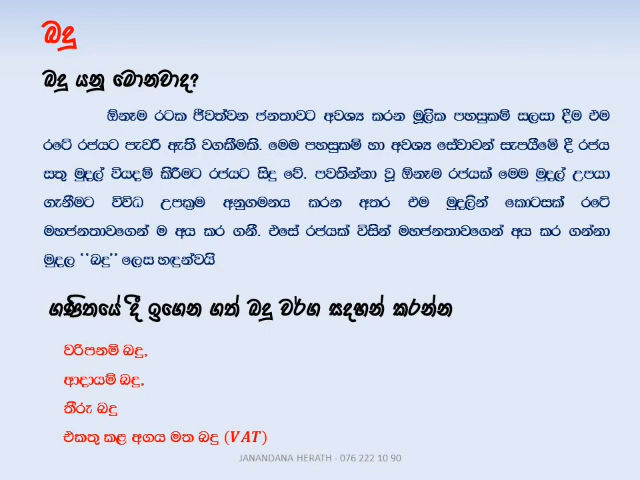 බදු
බදු යනු මොනවාද?
ඕනෑම රටක ජීවත්වන ජනතාවට අවශ්‍ය කරන මූලික පහසුකම් සලසා දීම එම
රටේ රජයට පැවරී ඇති වගකීමකි. මෙම පහසුකම් හා අවශ්‍ය සේවාවන් සැපයීමේ දී රජය
සතු මුදල් වියදම් කිරීමට රජයට සිදු වේ. පවතින්නා වූ ඕනෑම රජයක් මෙම මුදල් උපයා
ගැනීමට විවිධ උපක්‍රම අනුගමනය කරන අතර එම මුදලින් කොටසක් රටේ
මහජනතාවගෙන් ම අය කර ගනී. එසේ රජයක් විසින් මහජනතාවගෙන් අය කර ගන්නා
මුදල ‘‘බදු’’ ලෙස හඳුන්වයි
ගණිතයේ දී ඉගෙන ගත් බදු වර්ග සදහන් කරන්න
වරිපනම් බදු,
ආදායම් බදු,
තීරු බදු
එකතු කළ අගය මත බදු (VAT)
JANANDANA HERATH - 076 222 10 90